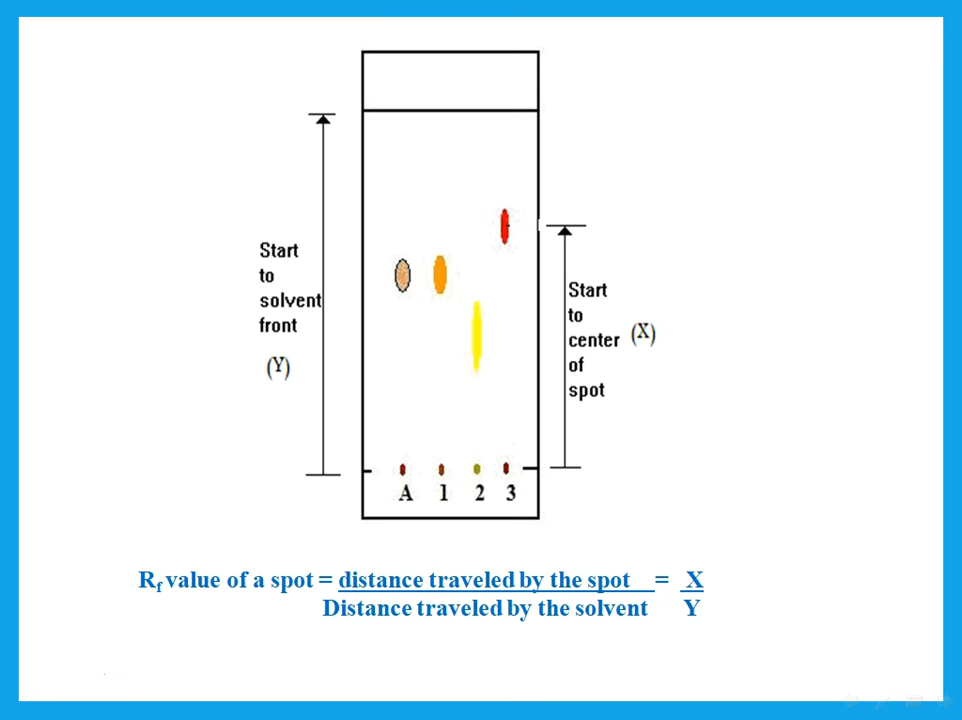 Start
to
solvent
front
(Y)
Start
to
center (X)
of
spot
A 1 2 3
Rf value of a spot = distance traveled by the spot = X
Distance traveled by the solvent Y